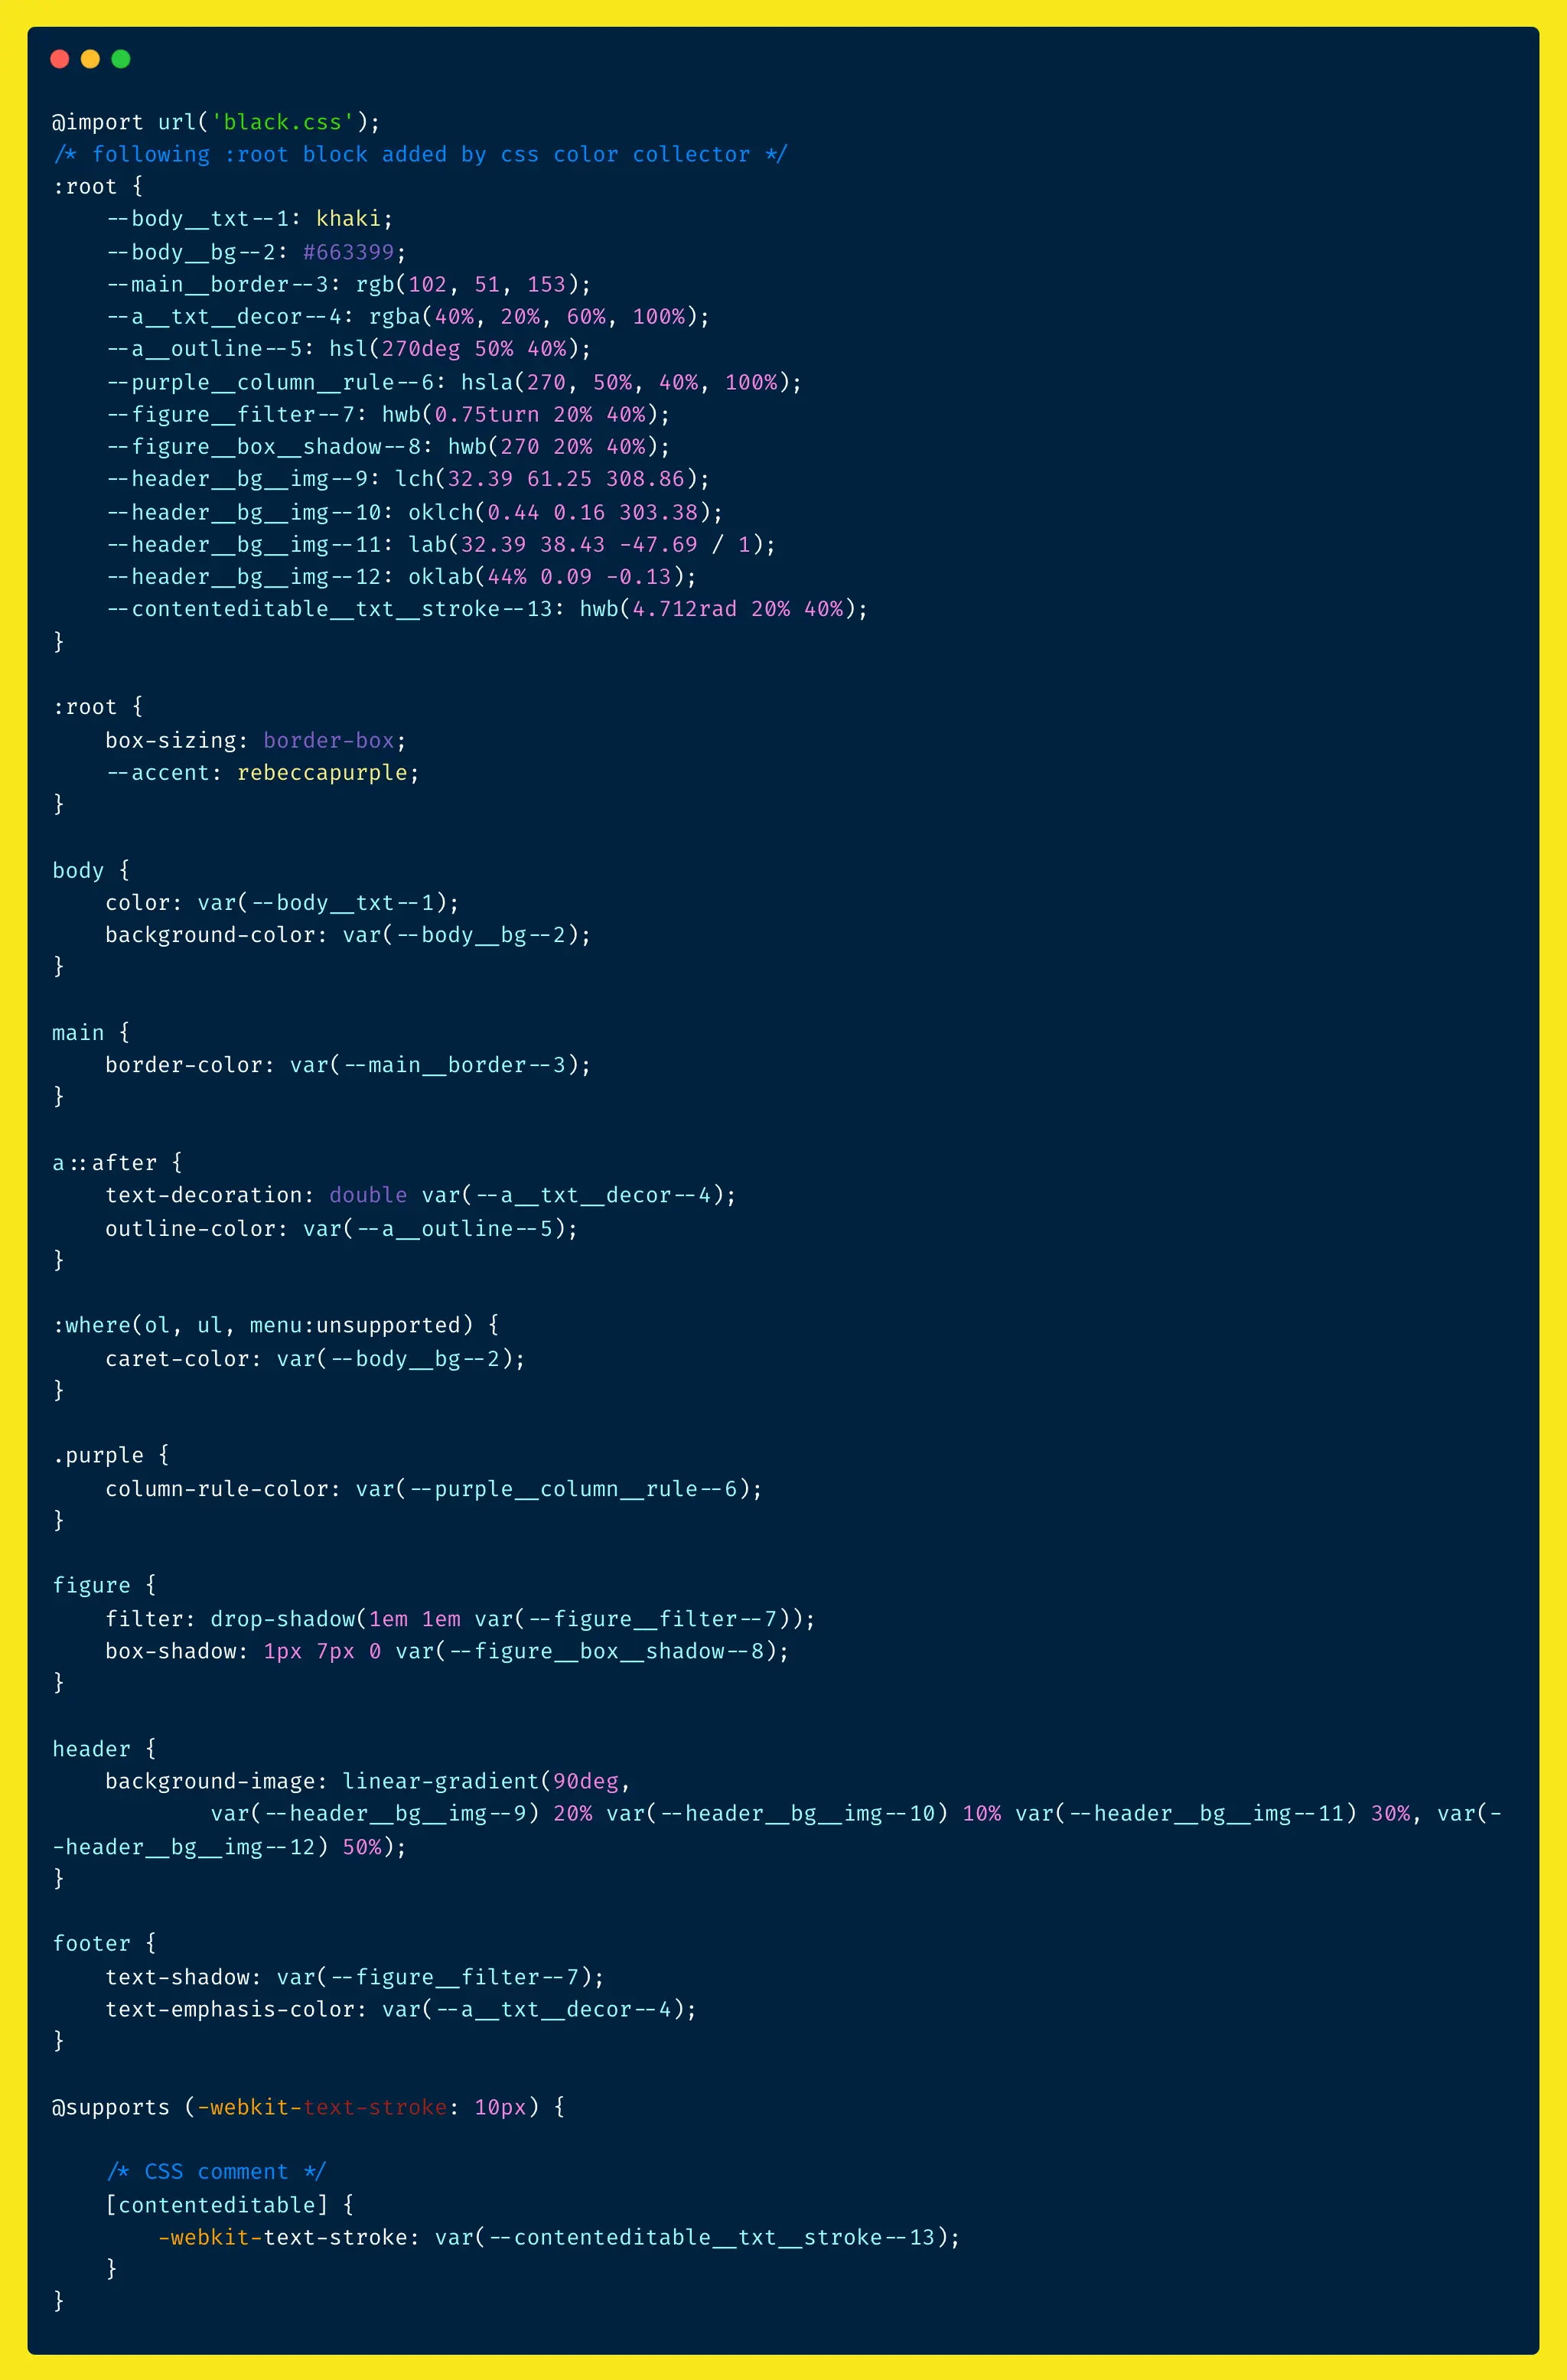 @import url('black.css');
/* following :root block added by css color collector */
:root {
    --body__txt--1: khaki;
    --body__bg--2: #663399;
    --main__border--3: rgb(102, 51, 153);
    --a__txt__decor--4: rgba(40%, 20%, 60%, 100%);
    --a__outline--5: hsl(270deg 50% 40%);
    --purple__column__rule--6: hsla(270, 50%, 40%, 100%);
    --figure__filter--7: hwb(0.75turn 20% 40%);
    --figure__box__shadow--8: hwb(270 20% 40%);
    --header__bg__img--9: lch(32.39 61.25 308.86);
    --header__bg__img--10: oklch(0.44 0.16 303.38);
    --header__bg__img--11: lab(32.39 38.43 -47.69 / 1);
    --header__bg__img--12: oklab(44% 0.09 -0.13);
    --contenteditable__txt__stroke--13: hwb(4.712rad 20% 40%);
}

:root {
    box-sizing: border-box;
    --accent: rebeccapurple;
}

body {
    color: var(--body__txt--1);
    background-color: var(--body__bg--2);
}

main {
    border-color: var(--main__border--3);
}

a::after {
    text-decoration: double var(--a__txt__decor--4);
    outline-color: var(--a__outline--5);
}

:where(ol, ul, menu:unsupported) {
    caret-color: var(--body__bg--2);
}

.purple {
    column-rule-color: var(--purple__column__rule--6);
}

figure {
    filter: drop-shadow(1em 1em var(--figure__filter--7));
    box-shadow: 1px 7px 0 var(--figure__box__shadow--8);
}

header {
    background-image: linear-gradient(90deg,
            var(--header__bg__img--9) 20% var(--header__bg__img--10) 10% var(--header__bg__img--11) 30%, var(-
-header__bg__img--12) 50%);
}

footer {
    text-shadow: var(--figure__filter--7);
    text-emphasis-color: var(--a__txt__decor--4);
}

@supports (-webkit-text-stroke: 10px) {

    /* CSS comment */
    [contenteditable] {
        -webkit-text-stroke: var(--contenteditable__txt__stroke--13);
    }
}